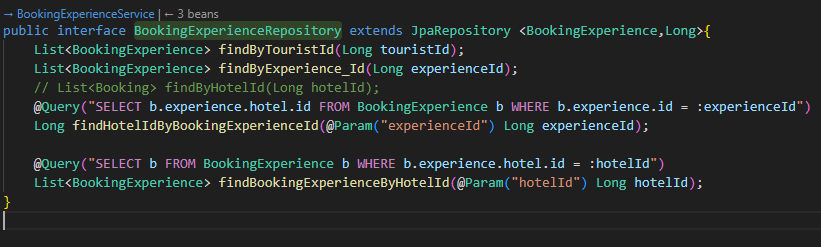 → BookingExperienceService | ← 3 beans
public interface BookingExperienceRepository extends JpaRepository <BookingExperience,Long>{
    List<BookingExperience> findByTouristId(Long touristId);
    List<BookingExperience> findByExperience_Id(Long experienceId);
    // List<Booking> findByHotelId(Long hotelId);
    @Query("SELECT b.experience.hotel.id FROM BookingExperience b WHERE b.experience.id = :experienceId")
    Long findHotelIdByBookingExperienceId(@Param("experienceId") Long experienceId);
    @Query("SELECT b FROM BookingExperience b WHERE b.experience.hotel.id = :hotelId")
    List<BookingExperience> findBookingExperienceByHotelId(@Param("hotelId") Long hotelId);
}